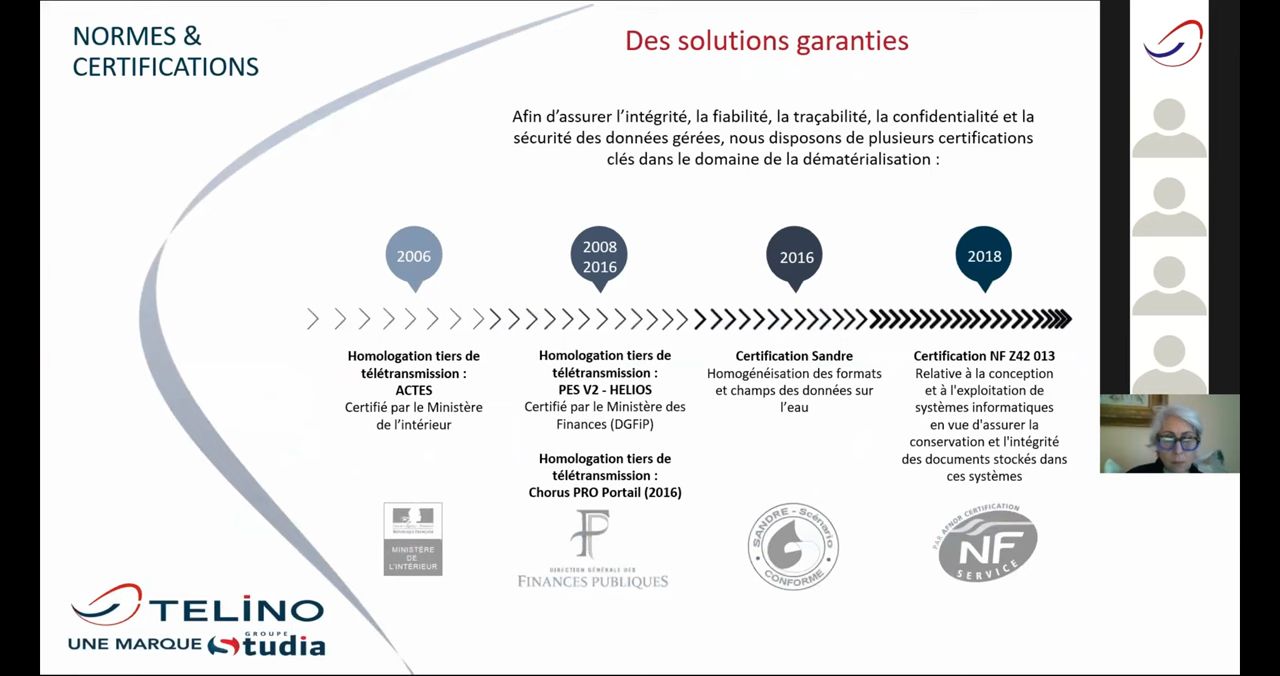 NORMES &
CERTIFICATIONS
Des solutions garanties
Afin d'assurer l'intégrité, la fiabilité, la traçabilité, la confidentialité et la
sécurité des données gérées, nous disposons de plusieurs certifications
clés dans le domaine de la dématérialisation :
2006
2008
2016
2016
2018
Homologation tiers de
télétransmission :
ACTES
Certifié par le Ministère
de l'intérieur
Homologation tiers de
télétransmission :
PES V2 - HELIOS
Certifié par le Ministère des
Finances (DGFiP)
Homologation tiers de
télétransmission :
Chorus PRO Portail (2016)
Certification Sandre
Homogénéisation des formats
et champs des données sur
l'eau
Certification NF Z42 013
Relative à la conception
et à l'exploitation de
systèmes informatiques
en vue d'assurer la
conservation et l'intégrité
des documents stockés dans
ces systèmes
MINISTÈRE
DE
L'INTÉRIEUR
DIRECTION GÉNÉRALE DES
FINANCES PUBLIQUES
SANDRE - Scénario
CONFORME
PAR AFNOR CERTIFICATION
NF
SERVICE
TELINO
UNE MARQUE GROUPE Studia